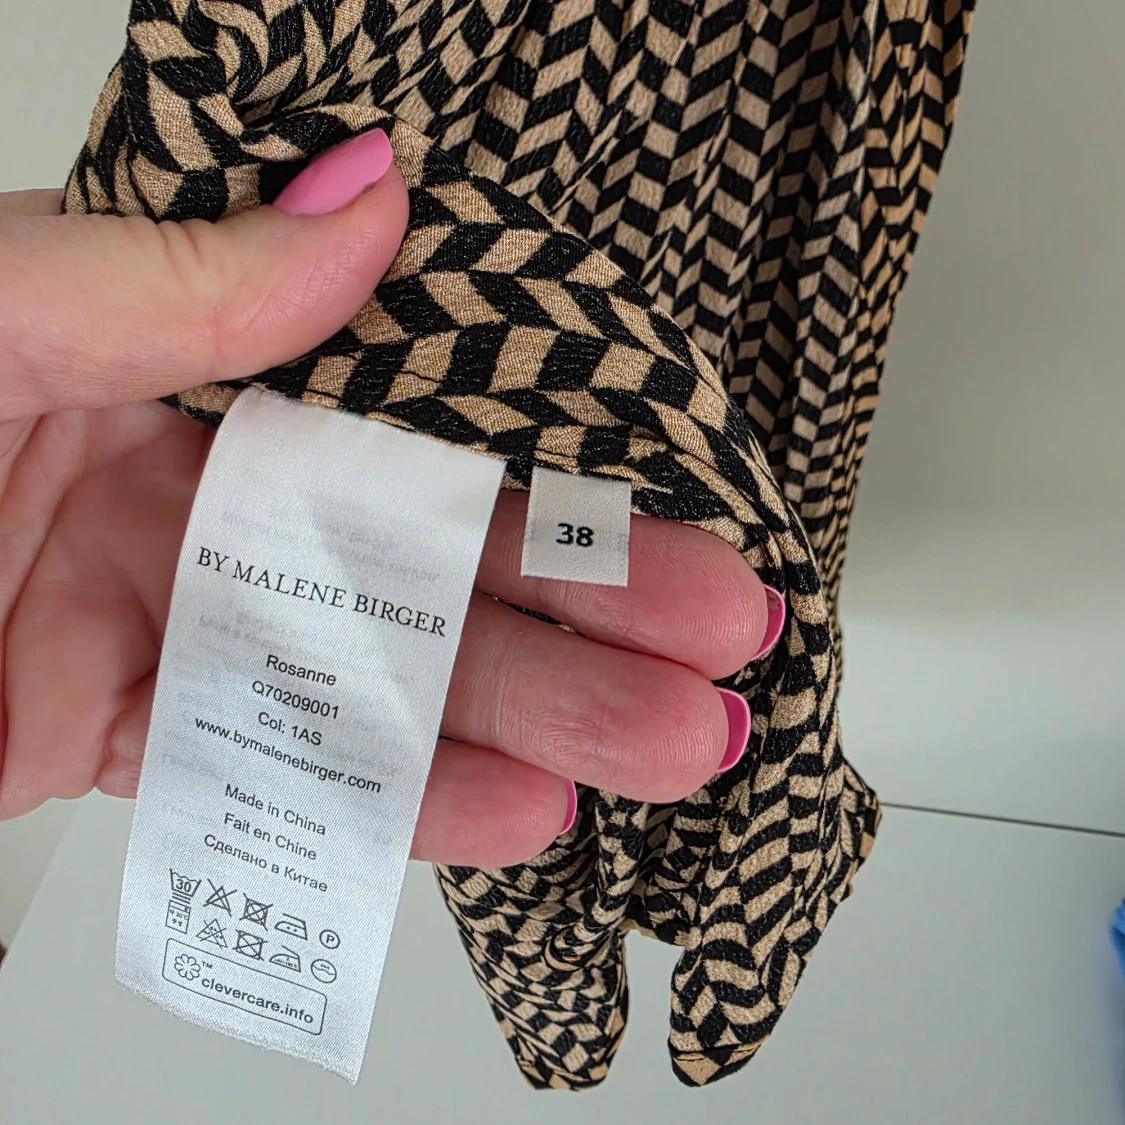 BY MALENE BIRGER
Rosanne
Q70209001
Col: 1AS
www.bymalenebirger.com
Made in China
Fait en Chine
Сделано в Китае
30
P
™
clevercare.info
38